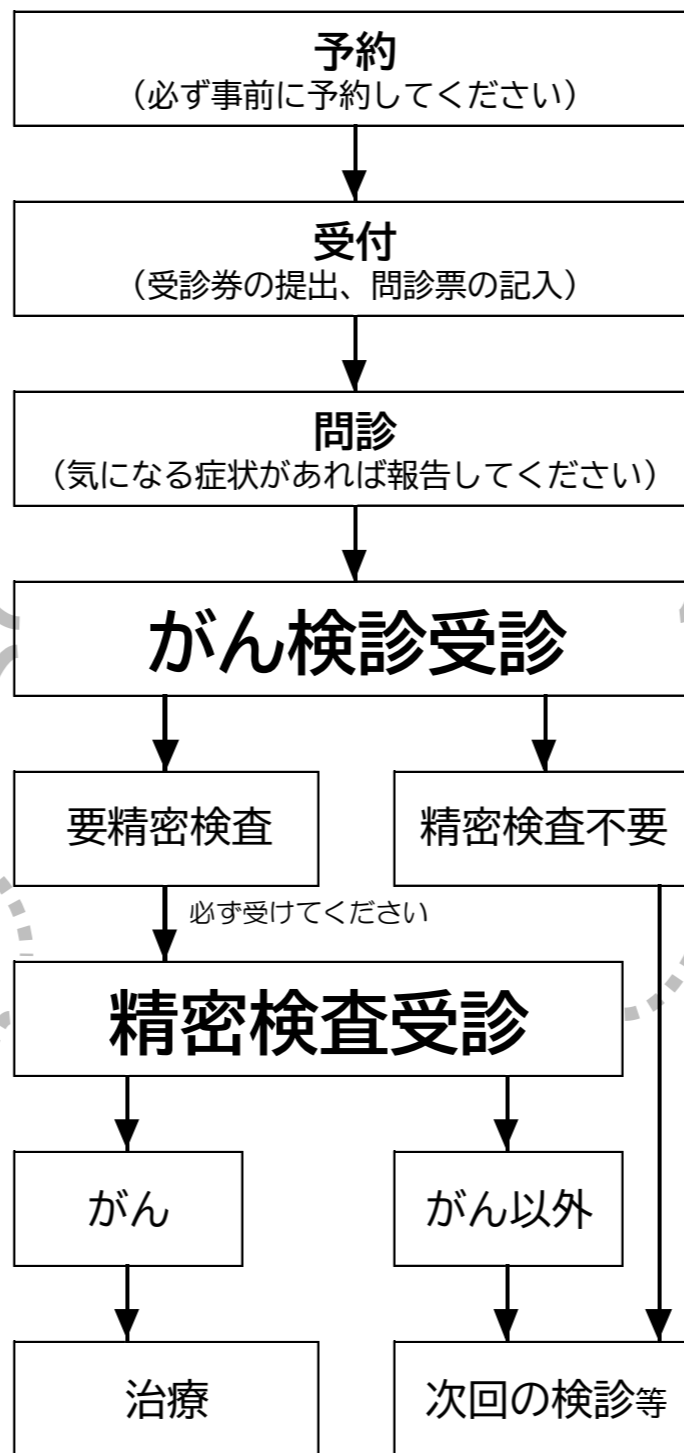 予約
（必ず事前に予約してください）
受付
（受診券の提出、問診票の記入）
問診
（気になる症状があれば報告してください）
がん検診受診
要精密検査
精密検査不要
必ず受けてください
精密検査受診
がん
がん以外
治療
次回の検診等